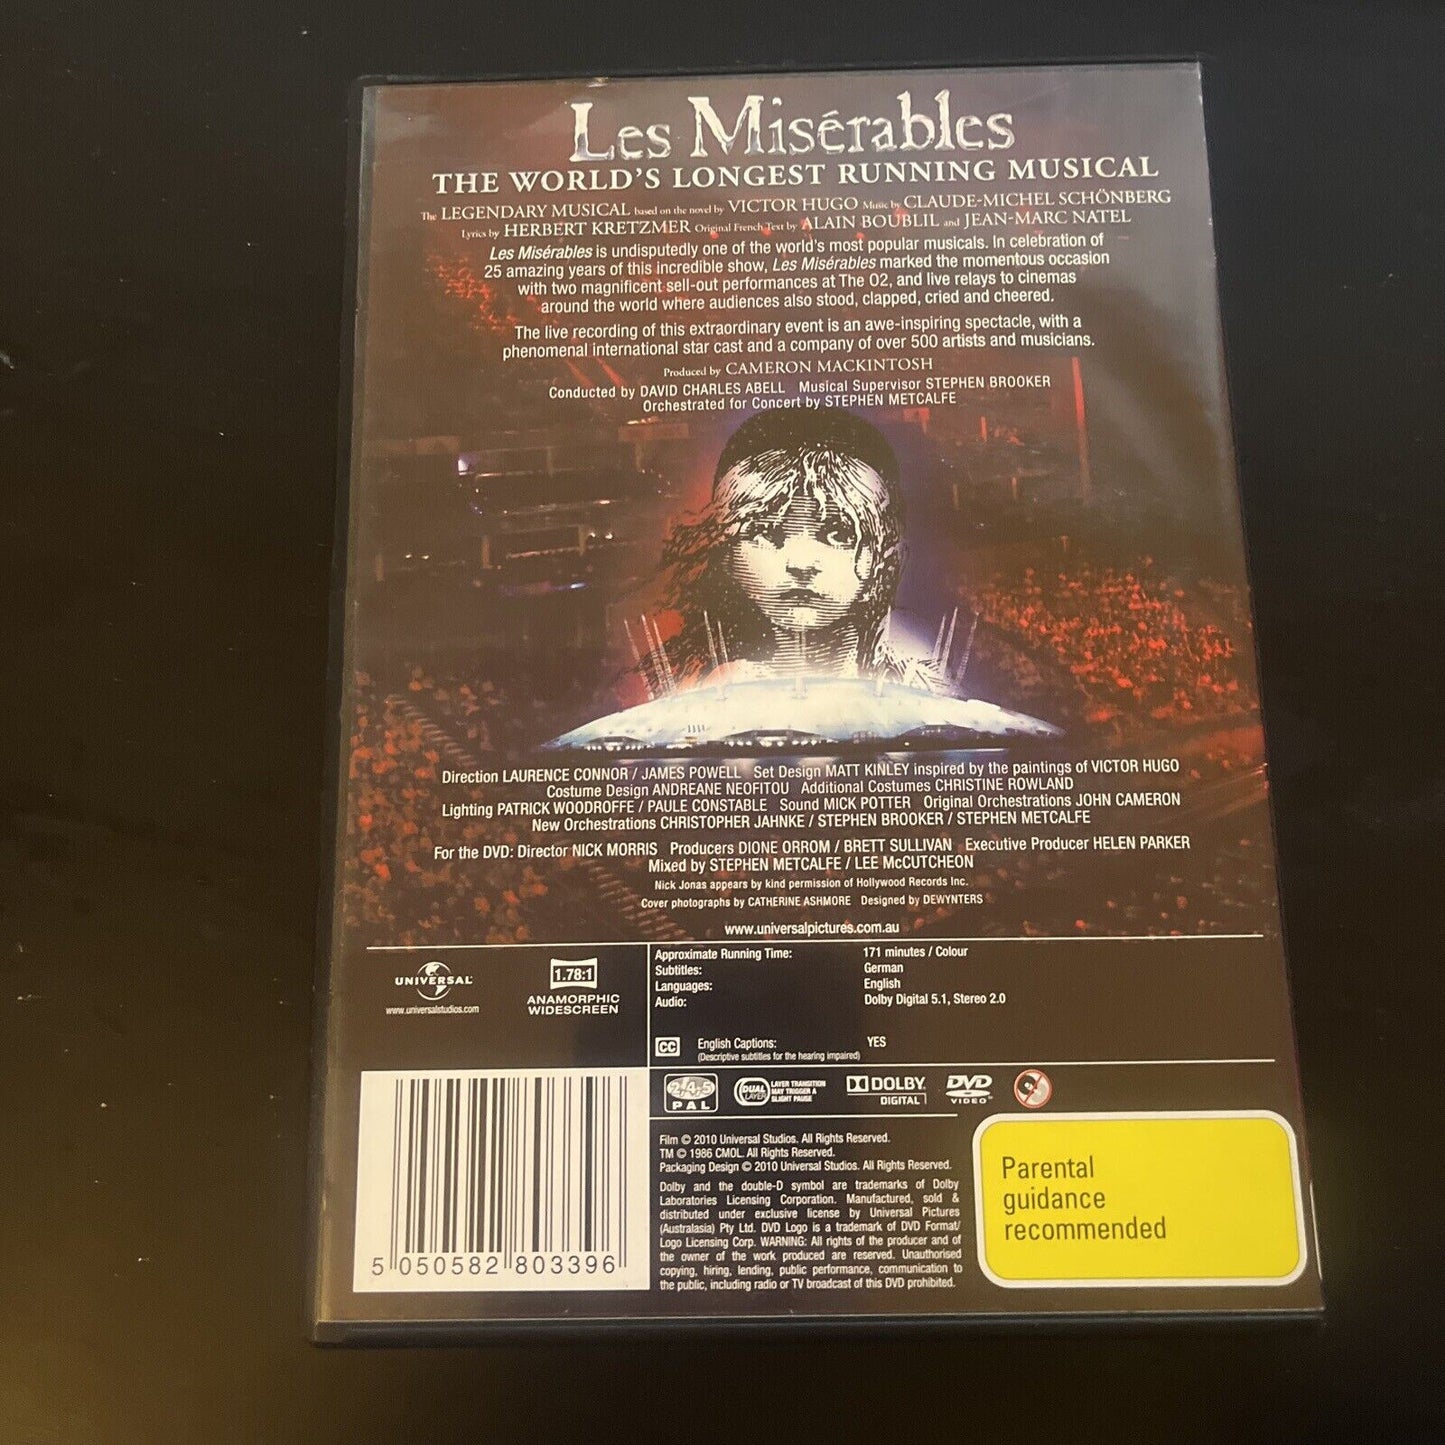 Les Misérables
THE WORLD'S LONGEST RUNNING MUSICAL
The LEGENDARY MUSICAL based on the novel by VICTOR HUGO Music by CLAUDE-MICHEL SCHÖNBERG
Lyrics by HERBERT KRETZMER Original French Text by ALAIN BOUBLIL and JEAN-MARC NATEL
Les Misérables is undisputedly one of the world's most popular musicals. In celebration of
25 amazing years of this incredible show, Les Misérables marked the momentous occasion
with two magnificent sell-out performances at The O2, and live relays to cinemas
around the world where audiences also stood, clapped, cried and cheered.
The live recording of this extraordinary event is an awe-inspiring spectacle, with a
phenomenal international star cast and a company of over 500 artists and musicians.
Produced by CAMERON MACKINTOSH
Conducted by DAVID CHARLES ABELL Musical Supervisor STEPHEN BROOKER
Orchestrated for Concert by STEPHEN METCALFE
Direction LAURENCE CONNOR / JAMES POWELL Set Design MATT KINLEY inspired by the paintings of VICTOR HUGO
Costume Design ANDREANE NEOFITOU Additional Costumes CHRISTINE ROWLAND
Lighting PATRICK WOODROFFE / PAULE CONSTABLE Sound MICK POTTER Original Orchestrations JOHN CAMERON
New Orchestrations CHRISTOPHER JAHNKE / STEPHEN BROOKER / STEPHEN METCALFE
For the DVD: Director NICK MORRIS Producers DIONE ORROM / BRETT SULLIVAN Executive Producer HELEN PARKER
Mixed by STEPHEN METCALFE / LEE McCUTCHEON
Nick Jonas appears by kind permission of Hollywood Records Inc.
Cover photographs by CATHERINE ASHMORE Designed by DEWYNTERS
www.universalpictures.com.au
UNIVERSAL
www.universalstudios.com
1.78:1
ANAMORPHIC
WIDESCREEN
Approximate Running Time: 171 minutes / Colour
Subtitles: German
Languages: English
Audio: Dolby Digital 5.1, Stereo 2.0
CC English Captions: YES
(Descriptive subtitles for the hearing impaired)
2,4,5
PAL
DUAL LAYER
LAYER TRANSITION
MAY TRIGGER A
SLIGHT PAUSE
DOLBY
DIGITAL
DVD
VIDEO
Film © 2010 Universal Studios. All Rights Reserved.
TM © 1986 CMOL. All Rights Reserved.
Packaging Design © 2010 Universal Studios. All Rights Reserved.
Dolby and the double-D symbol are trademarks of Dolby
Laboratories Licensing Corporation. Manufactured, sold &
distributed under exclusive license by Universal Pictures
(Australasia) Pty Ltd. DVD Logo is a trademark of DVD Format/
Logo Licensing Corp. WARNING: All rights of the producer and of
the owner of the work produced are reserved. Unauthorised
copying, hiring, lending, public performance, communication to
the public, including radio or TV broadcast of this DVD prohibited.
Parental
guidance
recommended
5 050582 803396